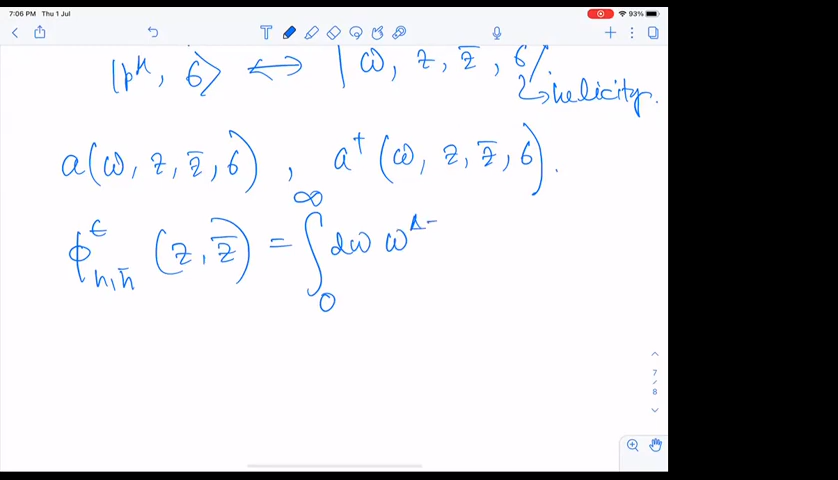 7:06 PM Thu 1 Jul
93%
|p^μ, σ⟩ ⟷ | ω, z, z̄, σ⟩
↳ helicity.
a(ω, z, z̄, σ) , a†(ω, z, z̄, σ).
ϕ^ε_{h,h̄} (z, z̄) = ∫_0^∞ dω ω^{Δ-
7
/
8